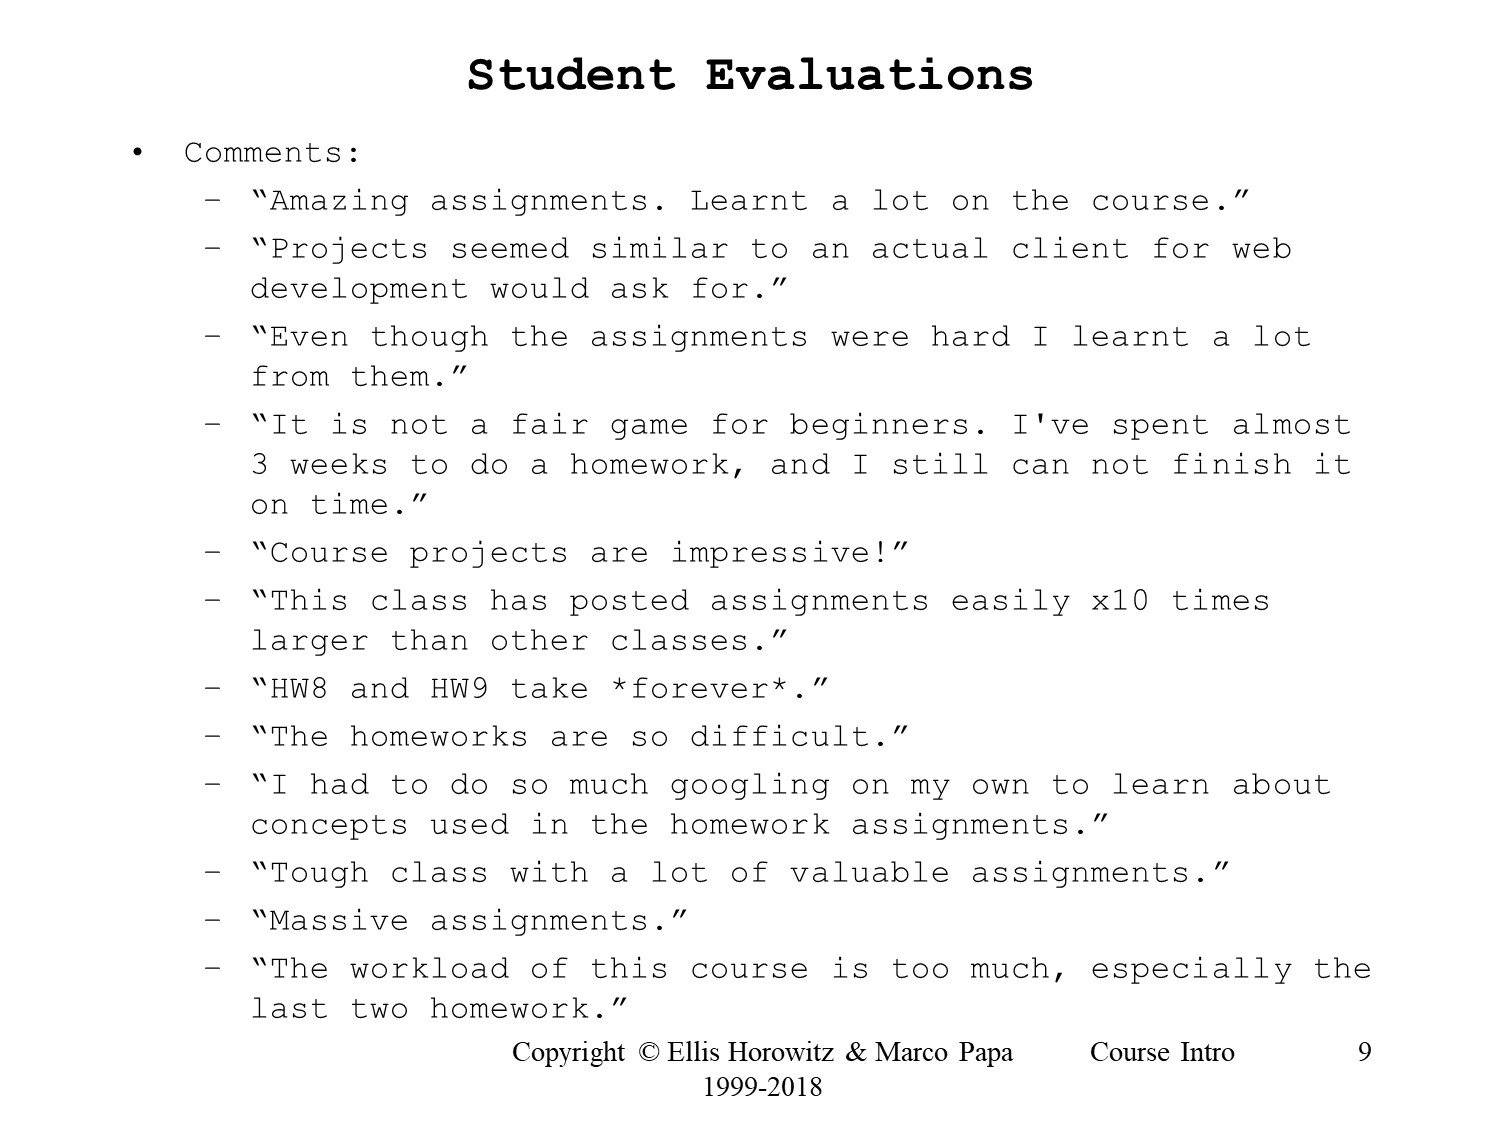 Student Evaluations
• Comments:
– “Amazing assignments. Learnt a lot on the course.”
– “Projects seemed similar to an actual client for web
development would ask for.”
– “Even though the assignments were hard I learnt a lot
from them.”
– “It is not a fair game for beginners. I've spent almost
3 weeks to do a homework, and I still can not finish it
on time.”
– “Course projects are impressive!”
– “This class has posted assignments easily x10 times
larger than other classes.”
– “HW8 and HW9 take *forever*.”
– “The homeworks are so difficult.”
– “I had to do so much googling on my own to learn about
concepts used in the homework assignments.”
– “Tough class with a lot of valuable assignments.”
– “Massive assignments.”
– “The workload of this course is too much, especially the
last two homework.”
Copyright © Ellis Horowitz & Marco Papa
1999-2018
Course Intro
9